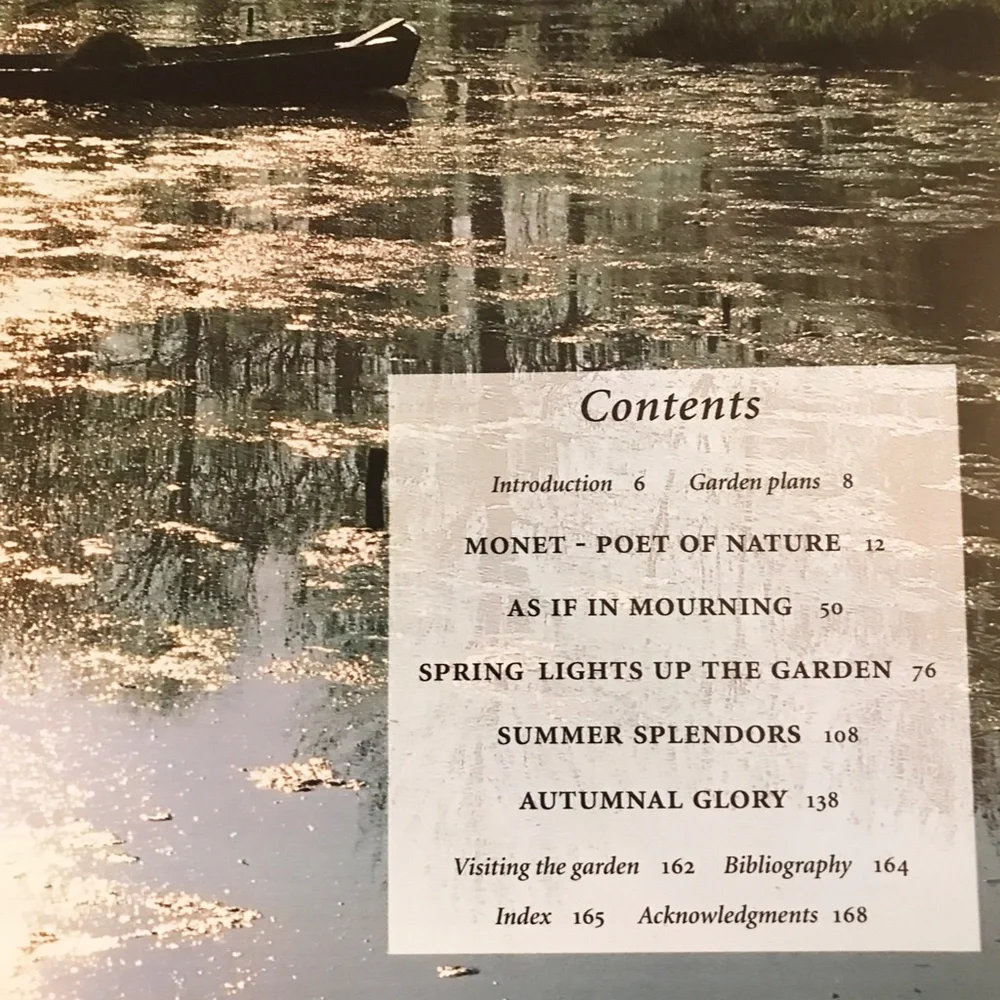 Contents
Introduction 6 Garden plans 8
MONET - POET OF NATURE 12
AS IF IN MOURNING 50
SPRING LIGHTS UP THE GARDEN 76
SUMMER SPLENDORS 108
AUTUMNAL GLORY 138
Visiting the garden 162 Bibliography 164
Index 165 Acknowledgments 168